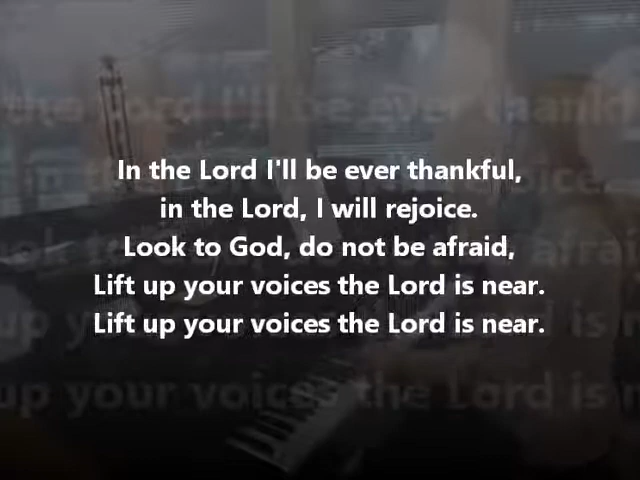 In the Lord I'll be ever thankful,
in the Lord, I will rejoice.
Look to God, do not be afraid,
Lift up your voices the Lord is near.
Lift up your voices the Lord is near.